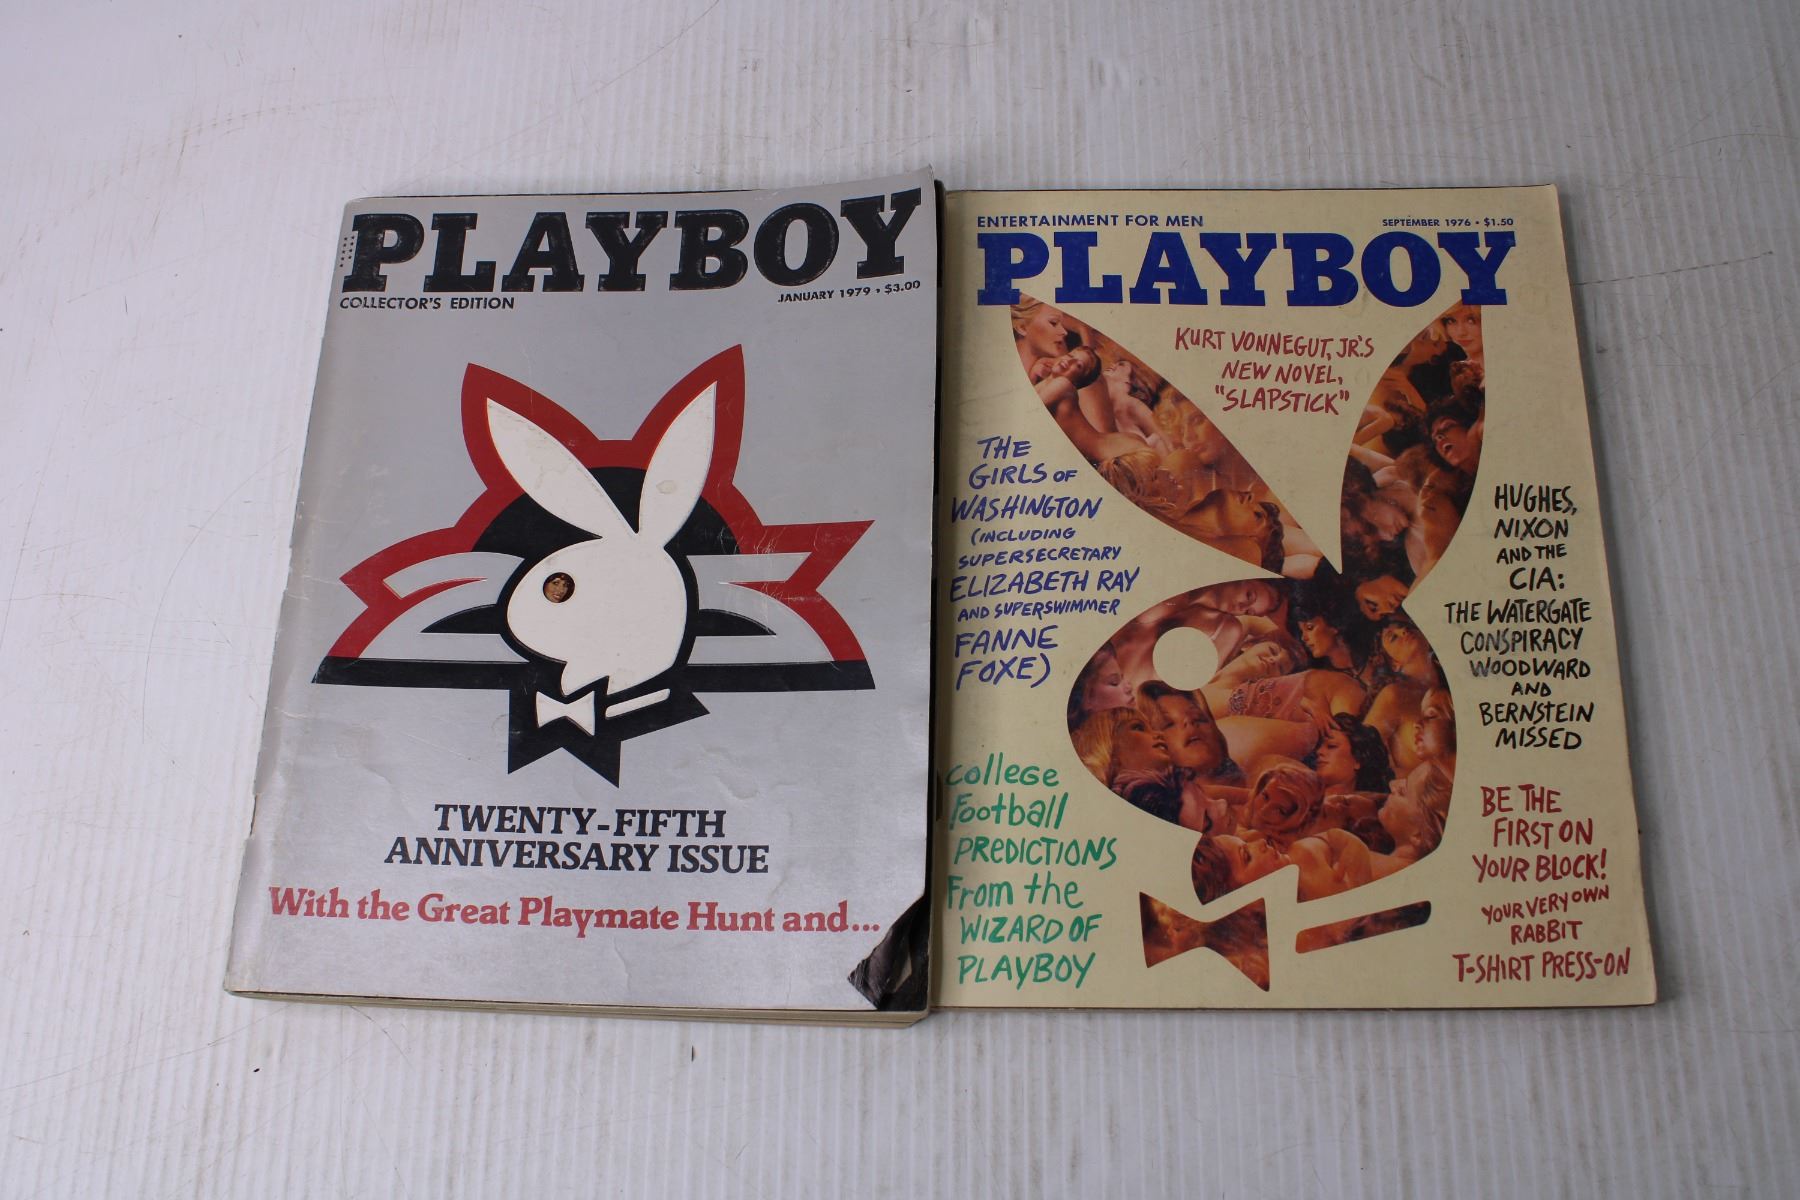 PLAYBOY
COLLECTOR'S EDITION
JANUARY 1979 • $3.00
TWENTY-FIFTH
ANNIVERSARY ISSUE
With the Great Playmate Hunt and...
ENTERTAINMENT FOR MEN
SEPTEMBER 1976 • $1.50
PLAYBOY
KURT VONNEGUT, JR.'S
NEW NOVEL,
"SLAPSTICK"
THE
GIRLS OF
WASHINGTON
(INCLUDING
SUPERSECRETARY
ELIZABETH RAY
AND SUPERSWIMMER
FANNE
FOXE)
COLLEGE
Football
PREDICTIONS
From the
WIZARD OF
PLAYBOY
HUGHES,
NIXON
AND THE
CIA:
THE WATERGATE
CONSPIRACY
WOODWARD
AND
BERNSTEIN
MISSED
BE THE
FIRST ON
YOUR BLOCK!
YOUR VERY OWN
RABBIT
T-SHIRT PRESS-ON